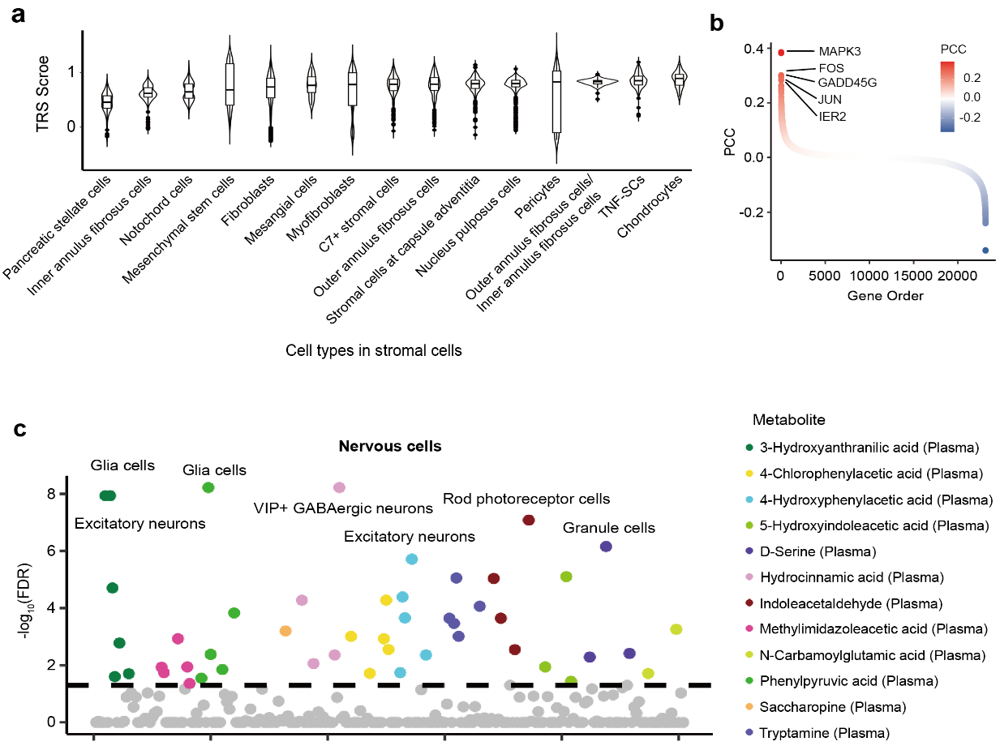 a
TRS Scroe
1
0
Pancreatic stellate cells
Inner annulus fibrosus cells
Notochord cells
Mesenchymal stem cells
Fibroblasts
Mesangial cells
Myofibroblasts
C7+ stromal cells
Outer annulus fibrosus cells
Stromal cells at capsule adventitia
Nucleus pulposus cells
Pericytes
Outer annulus fibrosus cells/
Inner annulus fibrosus cells
TNF-SCs
Chondrocytes
Cell types in stromal cells
b
PCC
0.4
0.2
0.0
-0.2
MAPK3
FOS
GADD45G
JUN
IER2
PCC
0.2
0.0
-0.2
0 5000 10000 15000 20000
Gene Order
c
Nervous cells
-log10(FDR)
8
6
4
2
0
Glia cells
Glia cells
Excitatory neurons
VIP+ GABAergic neurons
Excitatory neurons
Rod photoreceptor cells
Granule cells
Metabolite
3-Hydroxyanthranilic acid (Plasma)
4-Chlorophenylacetic acid (Plasma)
4-Hydroxyphenylacetic acid (Plasma)
5-Hydroxyindoleacetic acid (Plasma)
D-Serine (Plasma)
Hydrocinnamic acid (Plasma)
Indoleacetaldehyde (Plasma)
Methylimidazoleacetic acid (Plasma)
N-Carbamoylglutamic acid (Plasma)
Phenylpyruvic acid (Plasma)
Saccharopine (Plasma)
Tryptamine (Plasma)